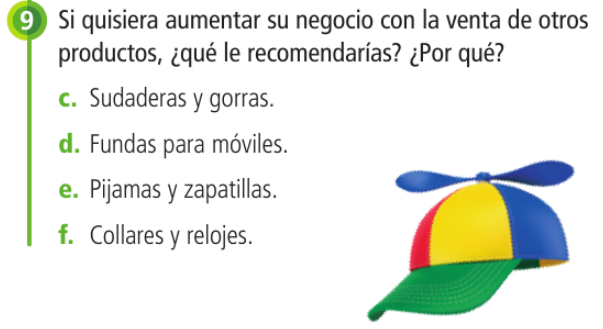 9 Si quisiera aumentar su negocio con la venta de otros
productos, ¿qué le recomendarías? ¿Por qué?
c. Sudaderas y gorras.
d. Fundas para móviles.
e. Pijamas y zapatillas.
f. Collares y relojes.